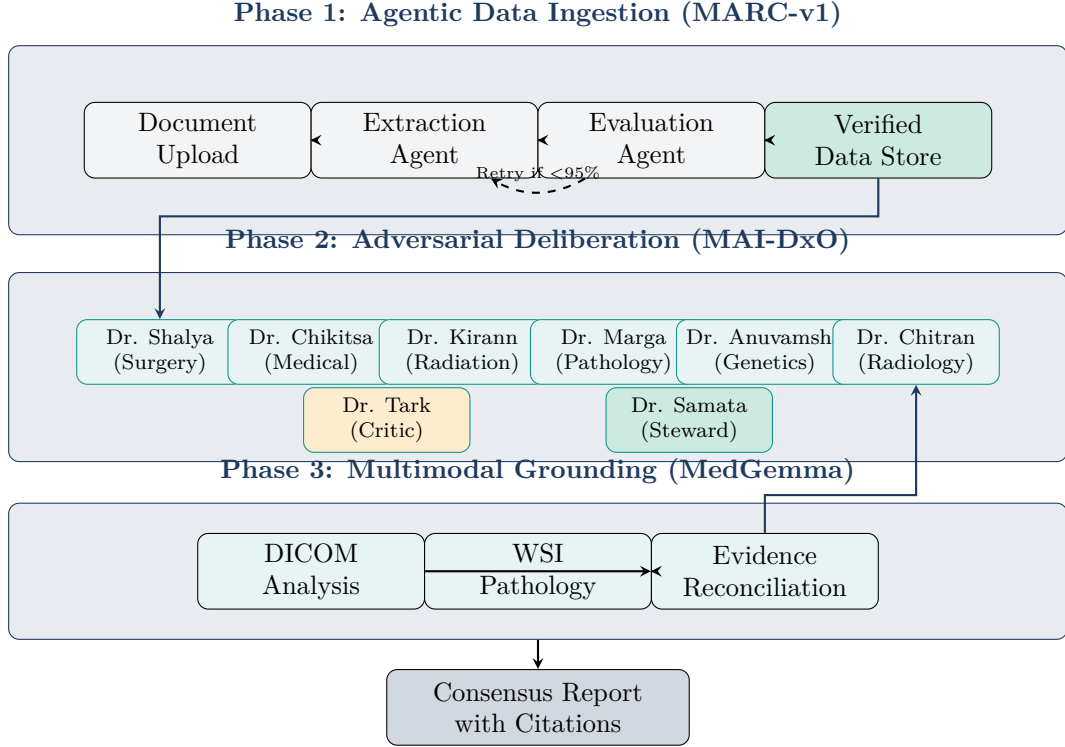 Phase 1: Agentic Data Ingestion (MARC-v1)
Document
Upload
Extraction
Agent
Evaluation
Agent
Verified
Data Store
Retry if <95%
Phase 2: Adversarial Deliberation (MAI-DxO)
Dr. Shalya
(Surgery)
Dr. Chikitsa
(Medical)
Dr. Kirann
(Radiation)
Dr. Marga
(Pathology)
Dr. Anuvamsh
(Genetics)
Dr. Chitran
(Radiology)
Dr. Tark
(Critic)
Dr. Samata
(Steward)
Phase 3: Multimodal Grounding (MedGemma)
DICOM
Analysis
WSI
Pathology
Evidence
Reconciliation
Consensus Report
with Citations